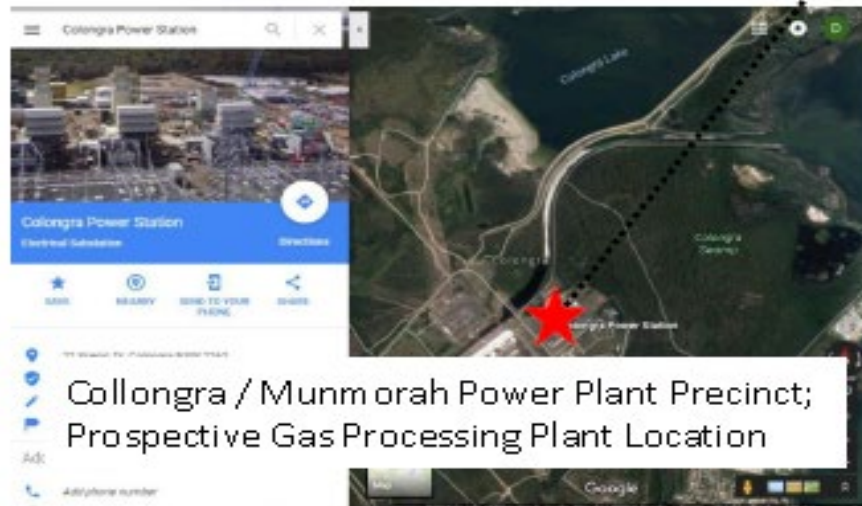 Colongra Power Station
Colongra Lake
D
Colongra Power Station
Electrical Substation
Directions
Colongra
Swamp
Colongra
SAVE
NEARBY
SEND TO YOUR
PHONE
SHARE
Colongra Power Station
Collongra / Munmorah Power Plant Precinct;
Prospective Gas Processing Plant Location
Add phone number
Map
Google